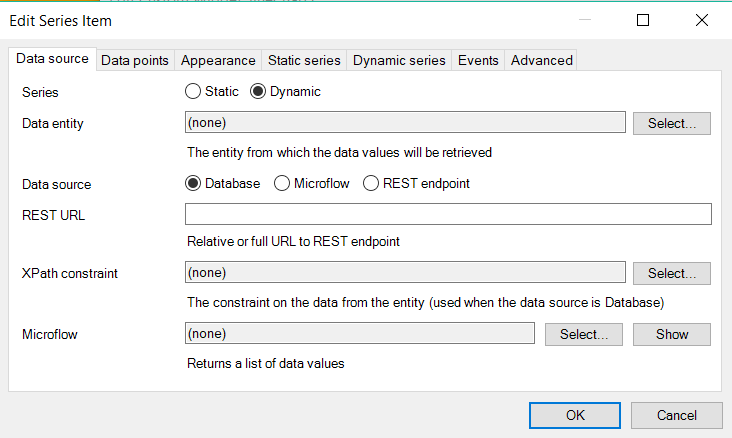 Edit Series Item
Data source Data points Appearance Static series Dynamic series Events Advanced
Series Static Dynamic
Data entity (none) Select...
The entity from which the data values will be retrieved
Data source Database Microflow REST endpoint
REST URL
Relative or full URL to REST endpoint
XPath constraint (none) Select...
The constraint on the data from the entity (used when the data source is Database)
Microflow (none) Select... Show
Returns a list of data values
OK Cancel